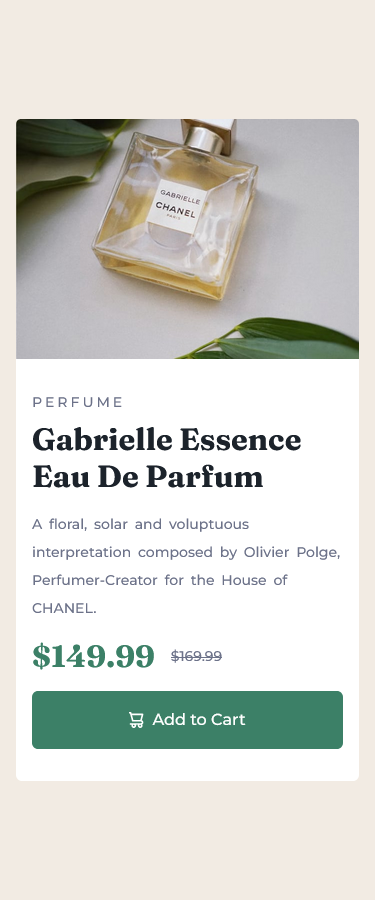 GABRIELLE
CHANEL
PARIS
PERFUME
Gabrielle Essence
Eau De Parfum
A floral, solar and voluptuous
interpretation composed by Olivier Polge,
Perfumer-Creator for the House of
CHANEL.
$149.99 $169.99
Add to Cart